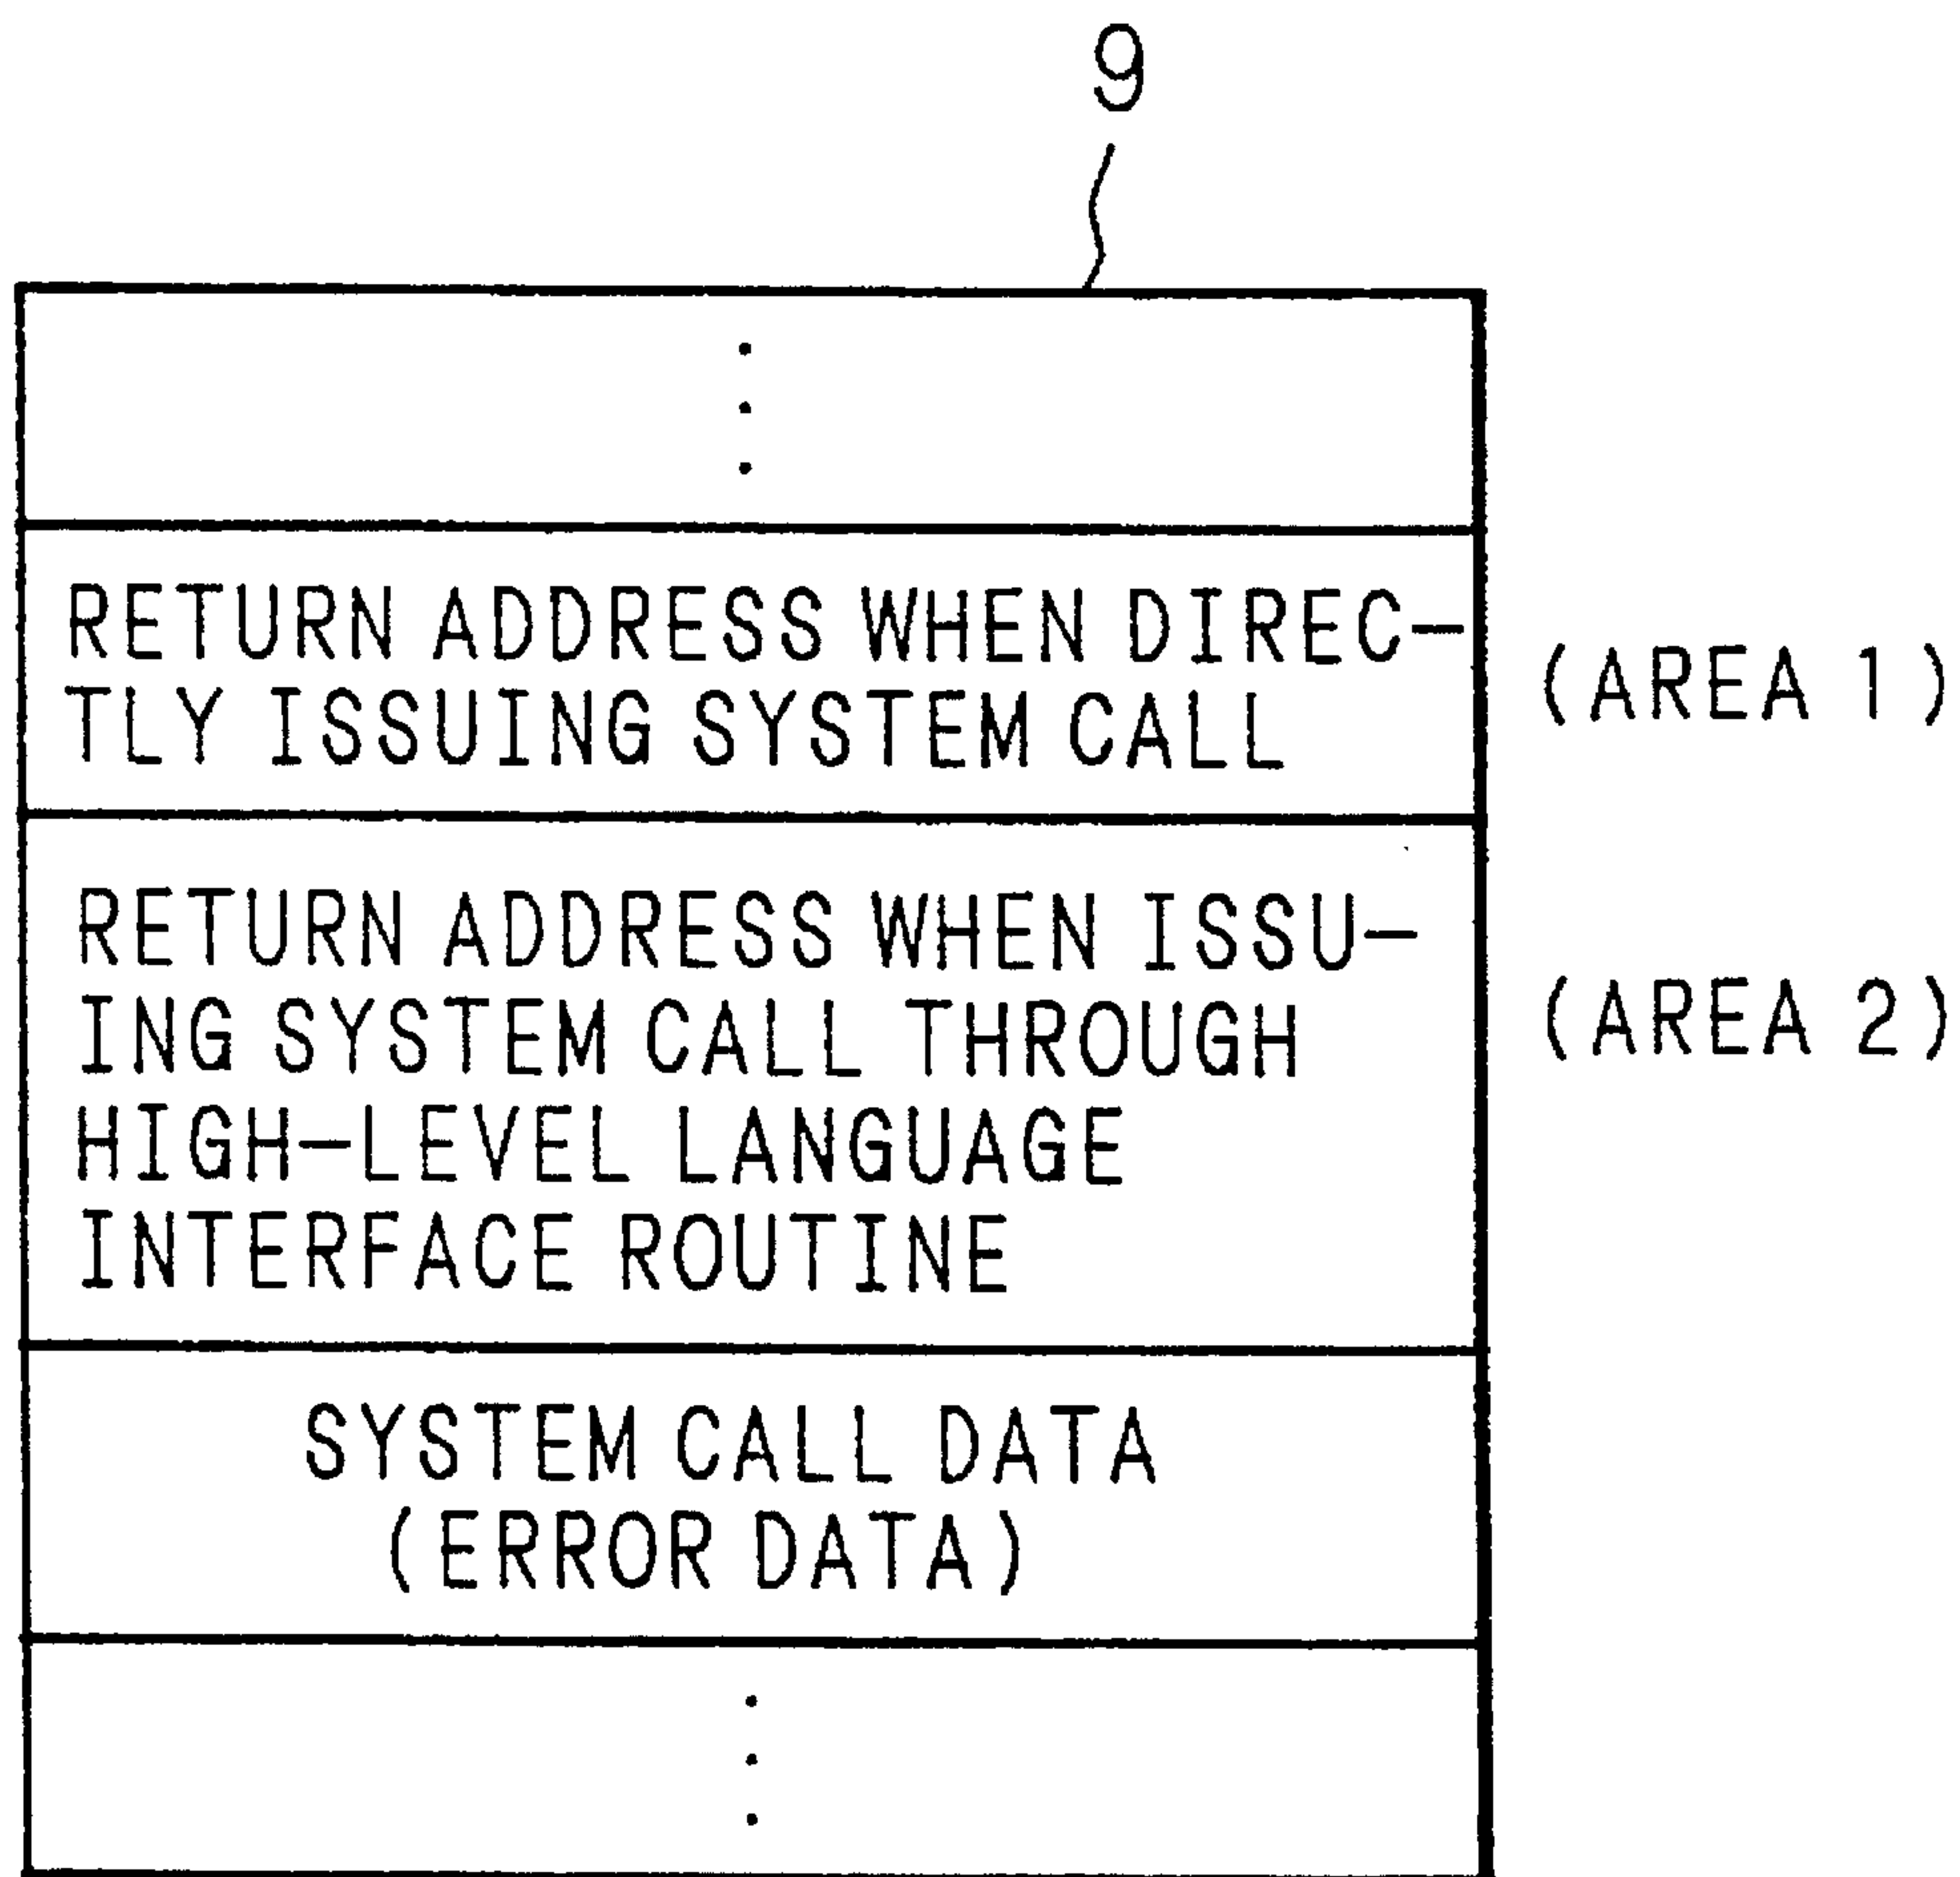 9
RETURN ADDRESS WHEN DIREC-
TLY ISSUING SYSTEM CALL
(AREA 1)
RETURN ADDRESS WHEN ISSU-
ING SYSTEM CALL THROUGH
HIGH-LEVEL LANGUAGE
INTERFACE ROUTINE
(AREA 2)
SYSTEM CALL DATA
(ERROR DATA)